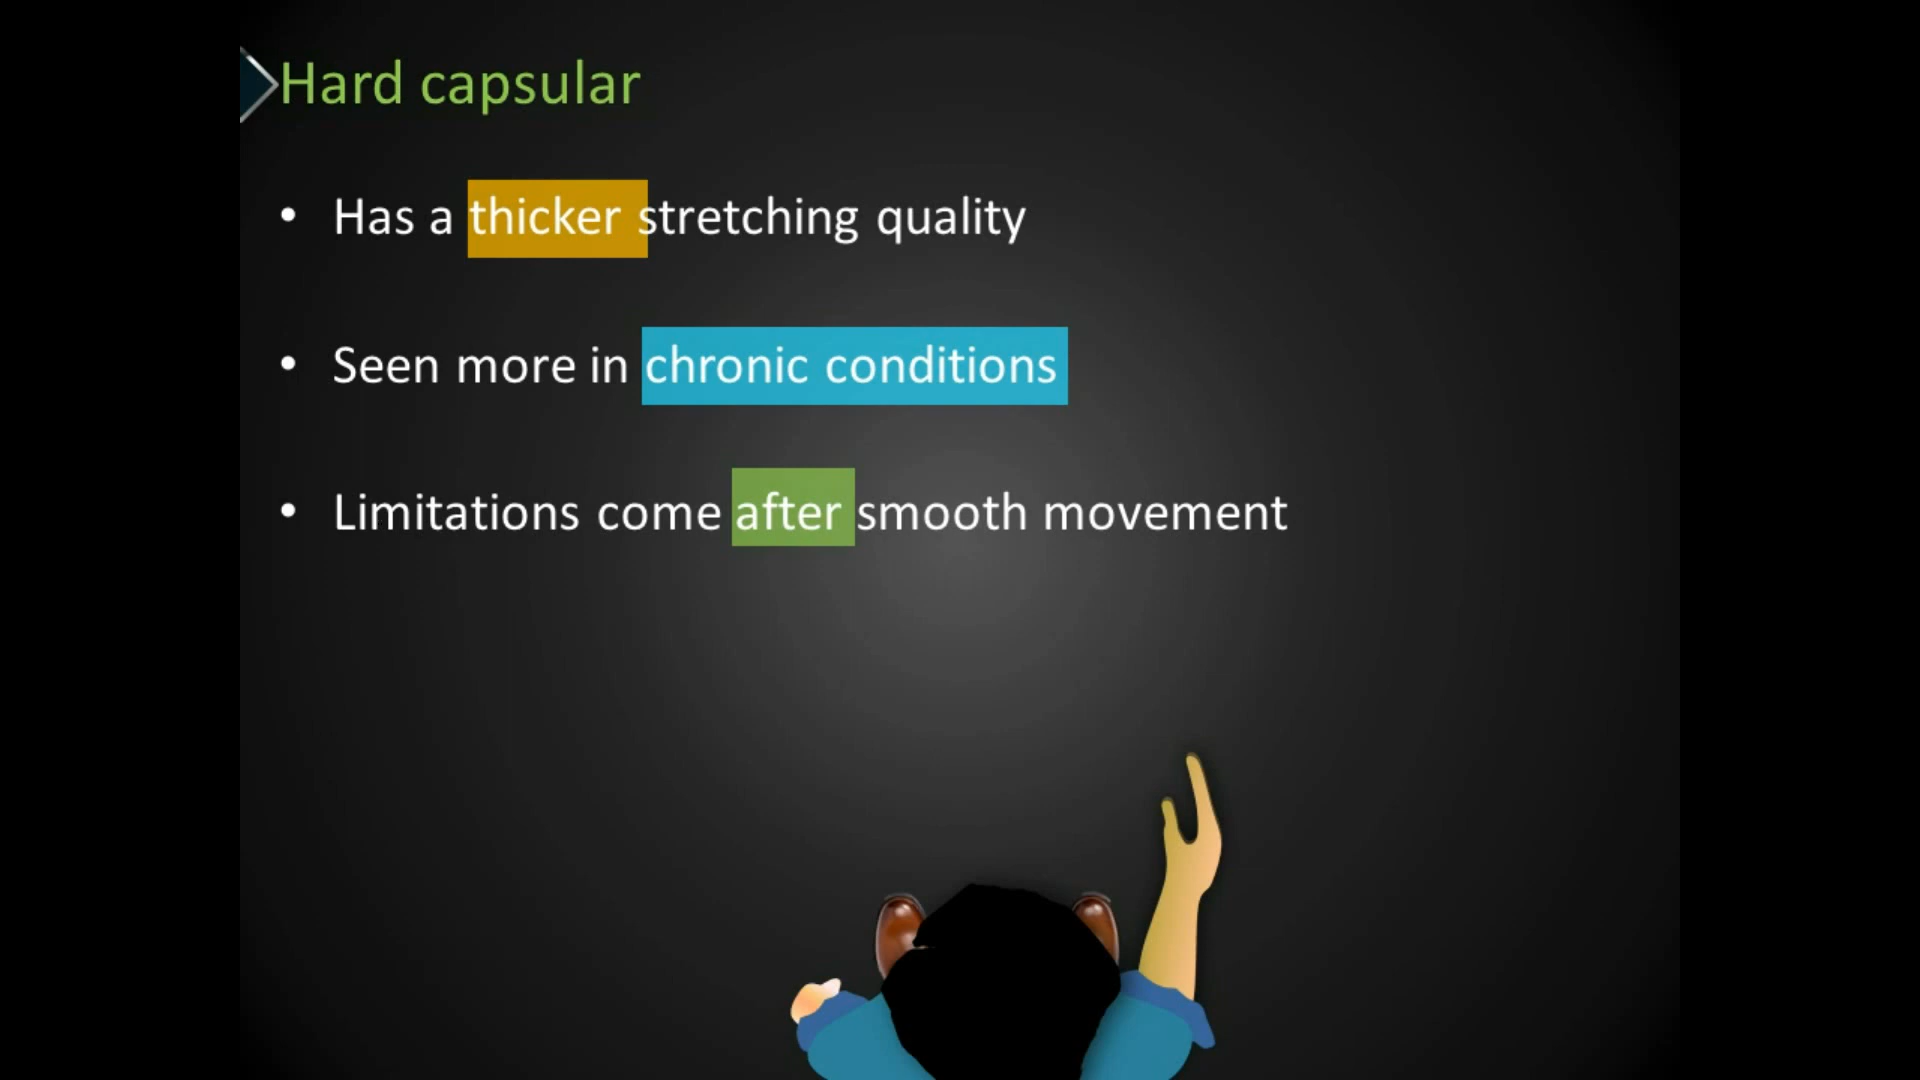 Hard capsular
• Has a thicker stretching quality
• Seen more in chronic conditions
• Limitations come after smooth movement